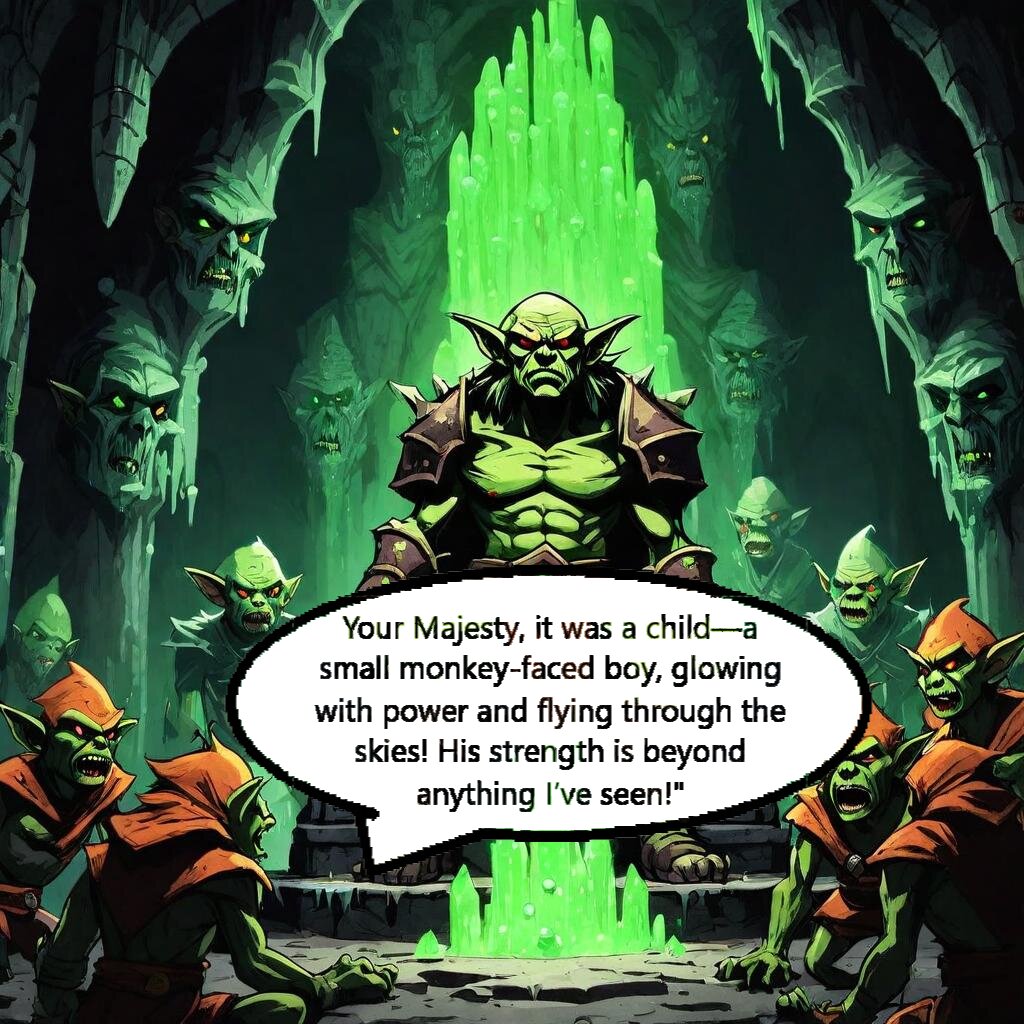 Your Majesty, it was a child—a
small monkey-faced boy, glowing
with power and flying through the
skies! His strength is beyond
anything I've seen!"